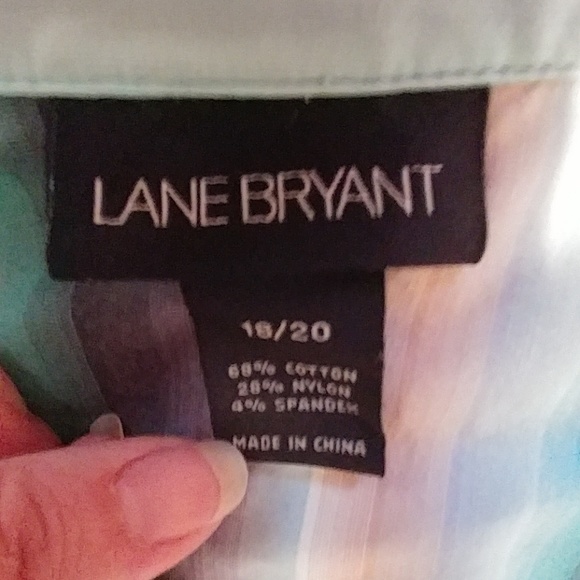 LANE BRYANT
18/20
68% COTTON
28% NYLON
4% SPANDEX
MADE IN CHINA